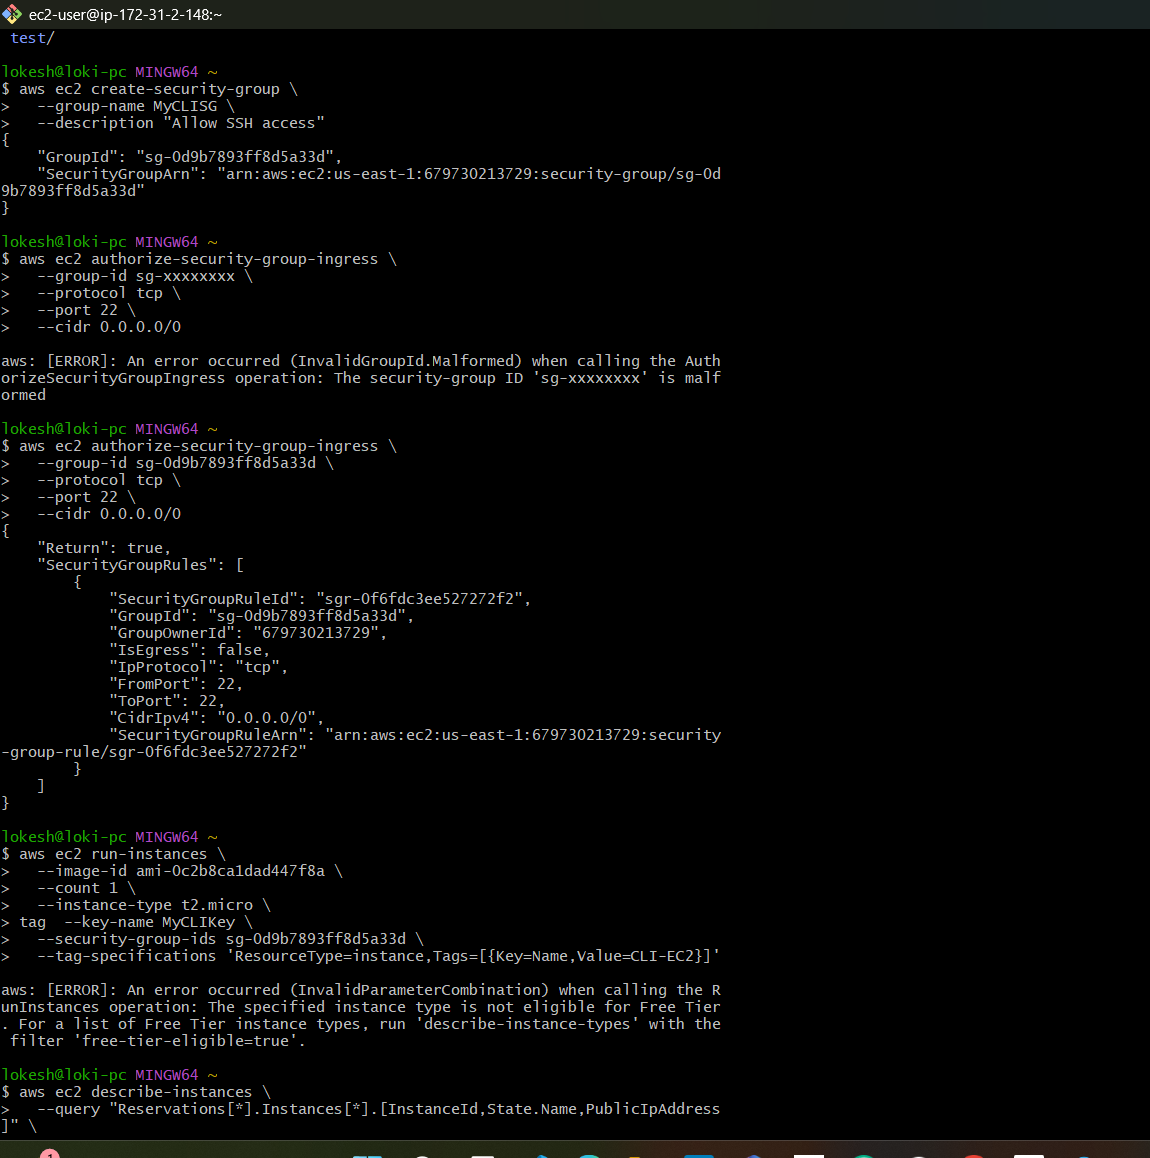 ec2-user@ip-172-31-2-148:~
test/
lokesh@loki-pc MINGW64 ~
$ aws ec2 create-security-group \
>   --group-name MyCLISG \
>   --description "Allow SSH access"
{
    "GroupId": "sg-0d9b7893ff8d5a33d",
    "SecurityGroupArn": "arn:aws:ec2:us-east-1:679730213729:security-group/sg-0d
9b7893ff8d5a33d"
}
lokesh@loki-pc MINGW64 ~
$ aws ec2 authorize-security-group-ingress \
>   --group-id sg-xxxxxxxx \
>   --protocol tcp \
>   --port 22 \
>   --cidr 0.0.0.0/0
aws: [ERROR]: An error occurred (InvalidGroupId.Malformed) when calling the Auth
orizeSecurityGroupIngress operation: The security-group ID 'sg-xxxxxxxx' is malf
ormed
lokesh@loki-pc MINGW64 ~
$ aws ec2 authorize-security-group-ingress \
>   --group-id sg-0d9b7893ff8d5a33d \
>   --protocol tcp \
>   --port 22 \
>   --cidr 0.0.0.0/0
{
    "Return": true,
    "SecurityGroupRules": [
        {
            "SecurityGroupRuleId": "sgr-0f6fdc3ee527272f2",
            "GroupId": "sg-0d9b7893ff8d5a33d",
            "GroupOwnerId": "679730213729",
            "IsEgress": false,
            "IpProtocol": "tcp",
            "FromPort": 22,
            "ToPort": 22,
            "CidrIpv4": "0.0.0.0/0",
            "SecurityGroupRuleArn": "arn:aws:ec2:us-east-1:679730213729:security
-group-rule/sgr-0f6fdc3ee527272f2"
        }
    ]
}
lokesh@loki-pc MINGW64 ~
$ aws ec2 run-instances \
>   --image-id ami-0c2b8ca1dad447f8a \
>   --count 1 \
>   --instance-type t2.micro \
> tag  --key-name MyCLIKey \
>   --security-group-ids sg-0d9b7893ff8d5a33d \
>   --tag-specifications 'ResourceType=instance,Tags=[{Key=Name,Value=CLI-EC2}]'
aws: [ERROR]: An error occurred (InvalidParameterCombination) when calling the R
unInstances operation: The specified instance type is not eligible for Free Tier
. For a list of Free Tier instance types, run 'describe-instance-types' with the
 filter 'free-tier-eligible=true'.
lokesh@loki-pc MINGW64 ~
$ aws ec2 describe-instances \
>   --query "Reservations[*].Instances[*].[InstanceId,State.Name,PublicIpAddress
]" \
1